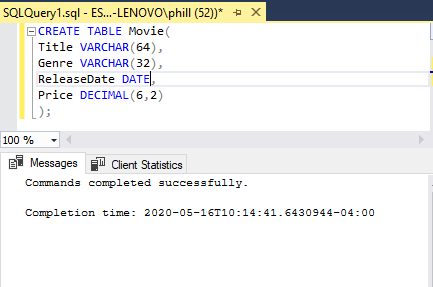 SQLQuery1.sql - ES...-LENOVO\phill (52))*
CREATE TABLE Movie(
Title VARCHAR(64),
Genre VARCHAR(32),
ReleaseDate DATE,
Price DECIMAL(6,2)
);
100 %
Messages Client Statistics
Commands completed successfully.
Completion time: 2020-05-16T10:14:41.6430944-04:00